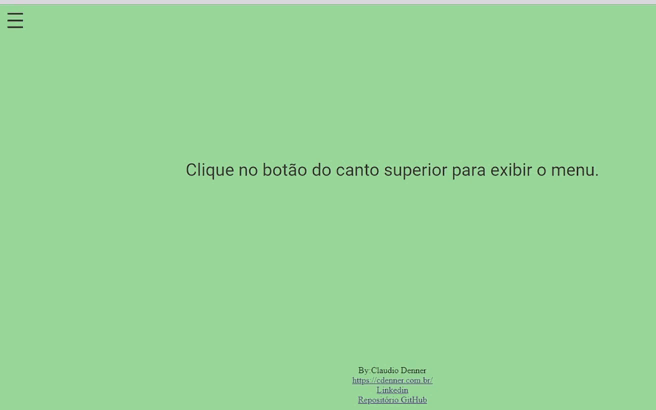 Clique no botão do canto superior para exibir o menu.
By Claudio Denner
https://cdenner.com.br/
Linkedin
Repositório GitHub